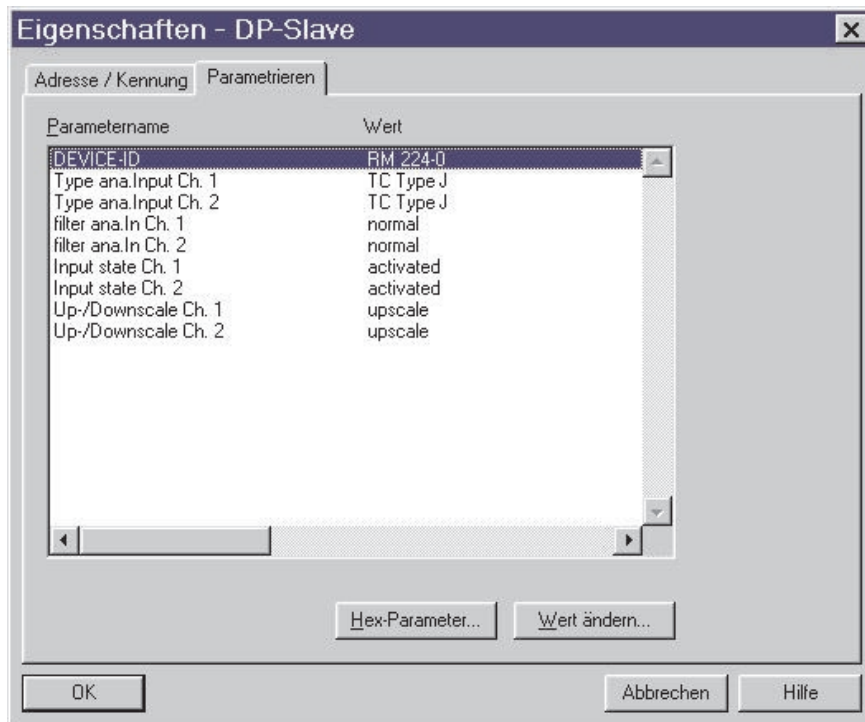 Eigenschaften - DP-Slave
Adresse / Kennung Parametrieren
Parametername Wert
DEVICE-ID RM 224-0
Type ana.Input Ch. 1 TC Type J
Type ana.Input Ch. 2 TC Type J
filter ana.In Ch. 1 normal
filter ana.In Ch. 2 normal
Input state Ch. 1 activated
Input state Ch. 2 activated
Up-/Downscale Ch. 1 upscale
Up-/Downscale Ch. 2 upscale
Hex-Parameter... Wert ändern...
OK Abbrechen Hilfe